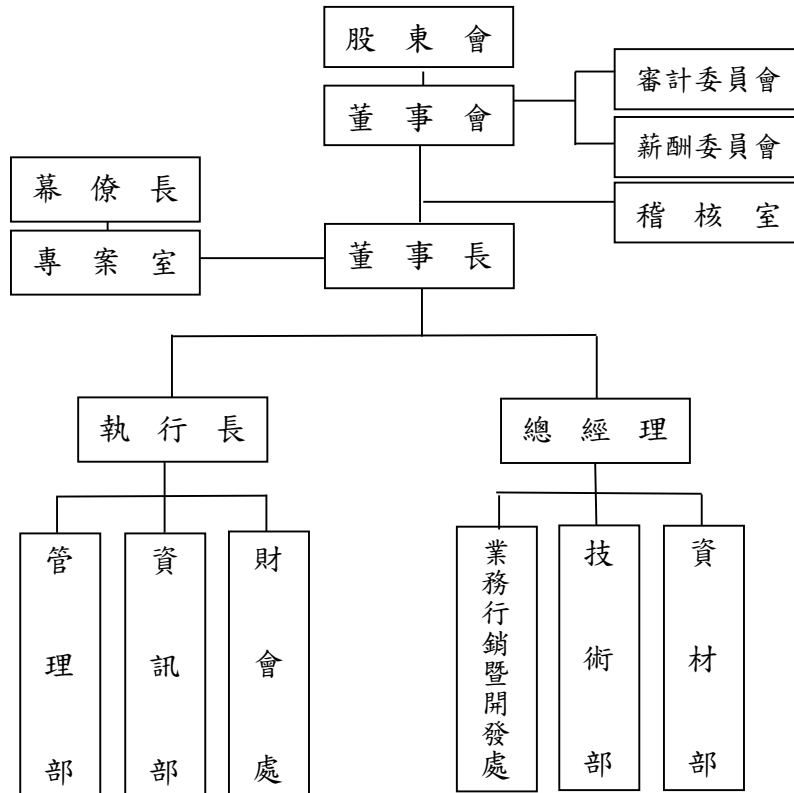 股東會
審計委員會
董事會
薪酬委員會
幕僚長
稽核室
專案室
董事長
執行長
總經理
管理部
資訊部
財會處
業務行銷暨開發處
技術部
資材部